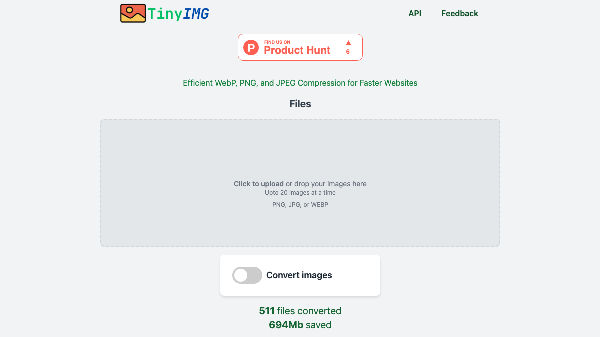 TinyIMG
API
Feedback
P
FIND US ON
Product Hunt
6
Efficient WebP, PNG, and JPEG Compression for Faster Websites
Files
Click to upload or drop your images here
Upto 20 images at a time
PNG, JPG, or WEBP
Convert images
511 files converted
694Mb saved